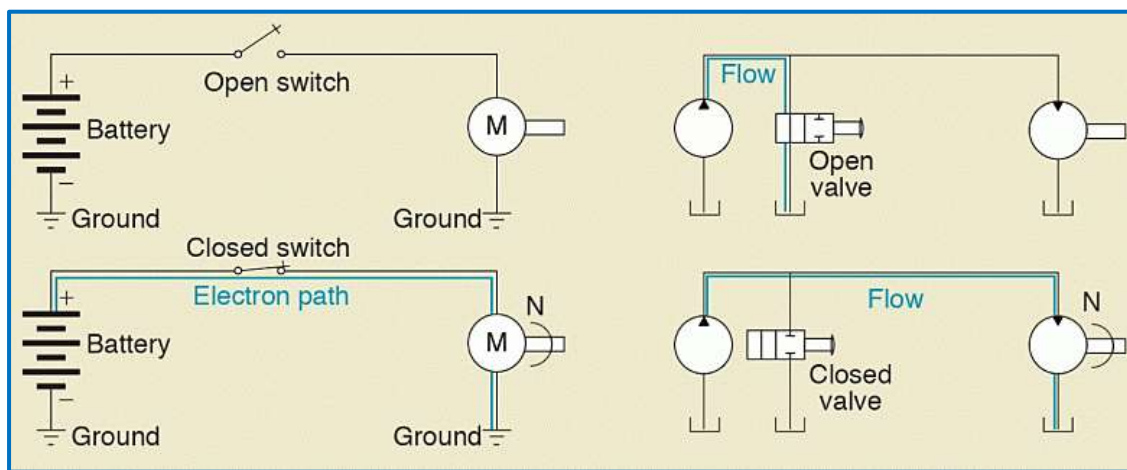 Open switch
+
Battery
M
−
Ground
Ground
Flow
Open
valve
Closed switch
+
Electron path
N
Battery
M
−
Ground
Ground
Flow
N
Closed
valve